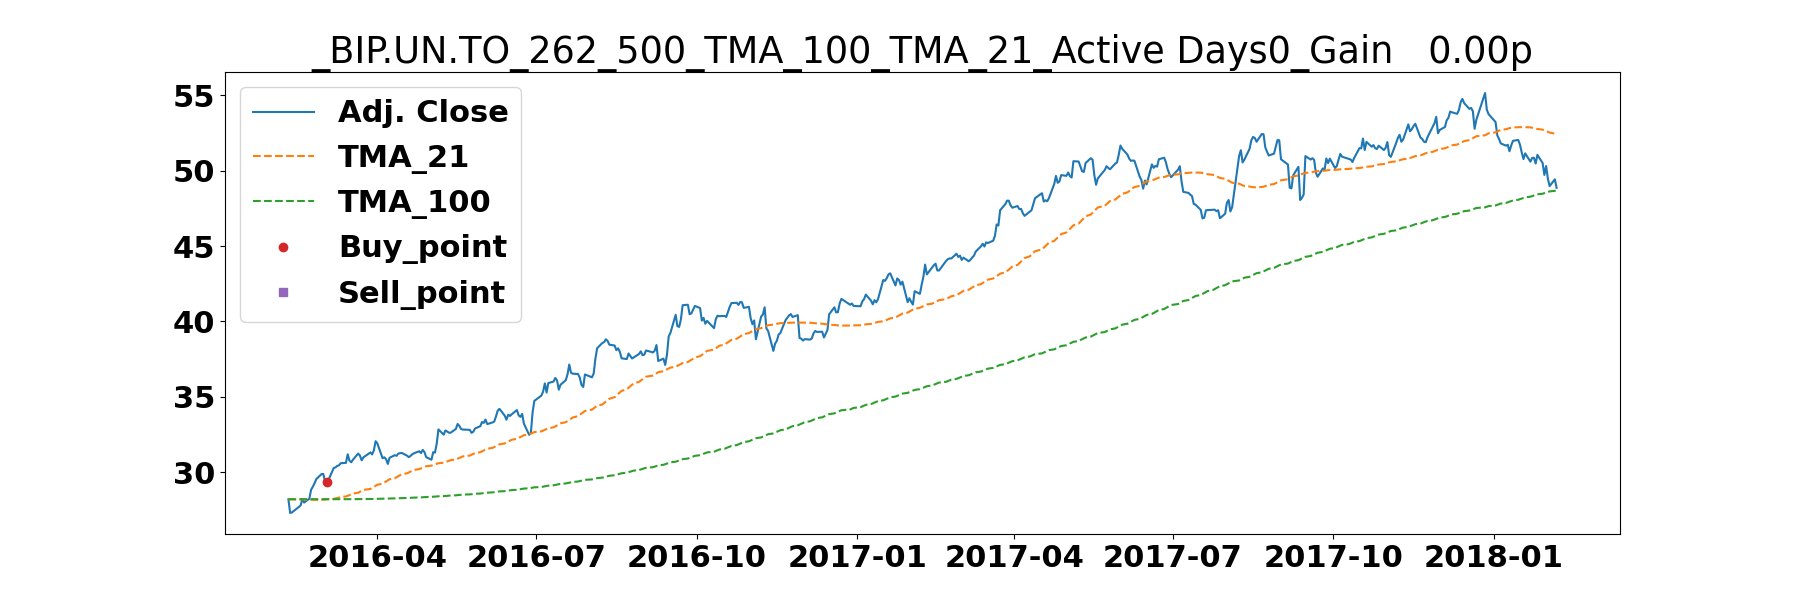 _BIP.UN.TO_262_500_TMA_100_TMA_21_Active Days0_Gain   0.00p
55
50
45
40
35
30
Adj. Close
TMA_21
TMA_100
Buy_point
Sell_point
2016-04 2016-07 2016-10 2017-01 2017-04 2017-07 2017-10 2018-01